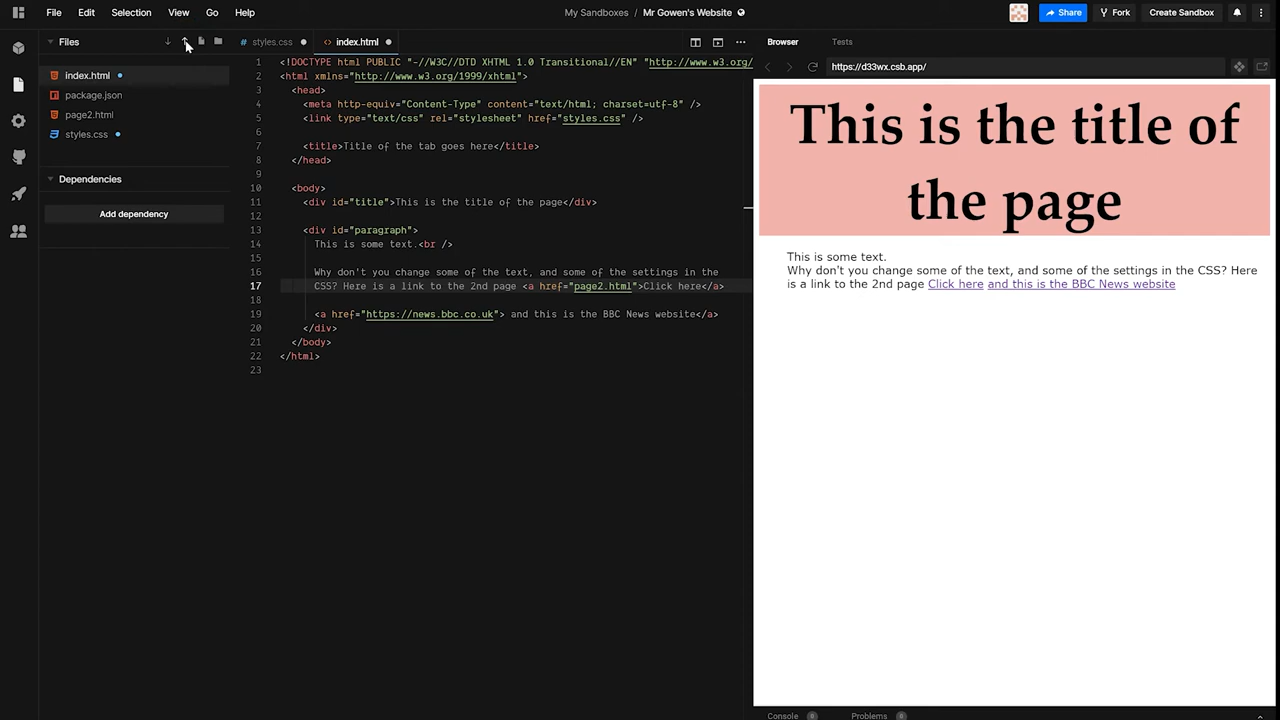 File Edit Selection View Go Help
My Sandboxes / Mr Gowen's Website
Share
Fork
Create Sandbox
Files
index.html
package.json
page2.html
styles.css
Dependencies
Add dependency
# styles.css
<> index.html
1 <!DOCTYPE html PUBLIC "-//W3C//DTD XHTML 1.0 Transitional//EN" "http://www.w3.org/
2 <html xmlns="http://www.w3.org/1999/xhtml">
3 <head>
4 <meta http-equiv="Content-Type" content="text/html; charset=utf-8" />
5 <link type="text/css" rel="stylesheet" href="styles.css" />
6
7 <title>Title of the tab goes here</title>
8 </head>
9
10 <body>
11 <div id="title">This is the title of the page</div>
12
13 <div id="paragraph">
14 This is some text.<br />
15
16 Why don't you change some of the text, and some of the settings in the
17 CSS? Here is a link to the 2nd page <a href="page2.html">Click here</a>
18
19 <a href="https://news.bbc.co.uk"> and this is the BBC News website</a>
20 </div>
21 </body>
22 </html>
23
Browser Tests
https://d33wx.csb.app/
This is the title of
the page
This is some text.
Why don't you change some of the text, and some of the settings in the CSS? Here
is a link to the 2nd page Click here and this is the BBC News website
Console 0 Problems 0